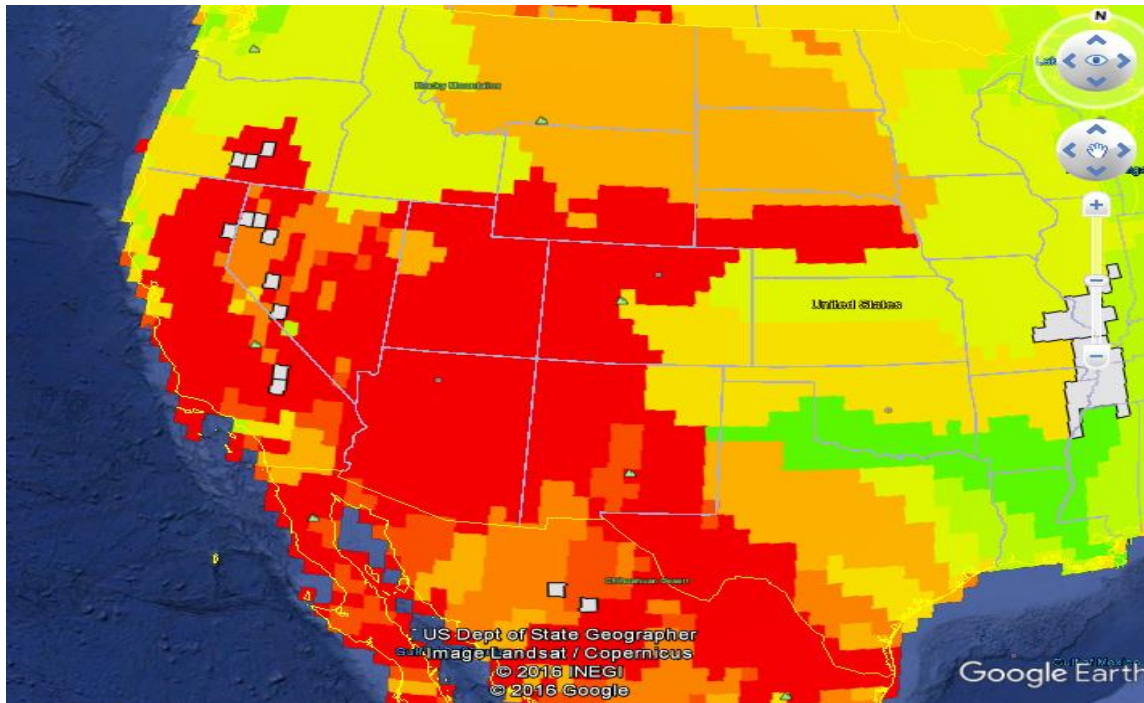 N
Rocky Mountains
United States
Chihuahuan Desert
US Dept of State Geographer
Image Landsat / Copernicus
© 2016 INEGI
© 2016 Google
Google Earth